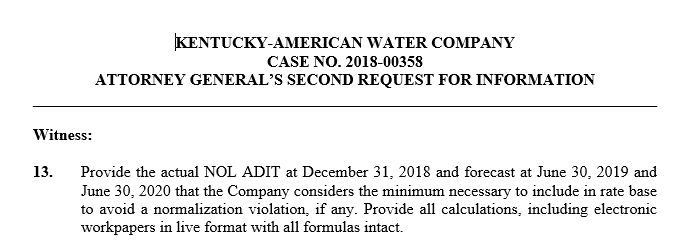 KENTUCKY-AMERICAN WATER COMPANY
CASE NO. 2018-00358
ATTORNEY GENERAL’S SECOND REQUEST FOR INFORMATION
Witness:
13. Provide the actual NOL ADIT at December 31, 2018 and forecast at June 30, 2019 and
June 30, 2020 that the Company considers the minimum necessary to include in rate base
to avoid a normalization violation, if any. Provide all calculations, including electronic
workpapers in live format with all formulas intact.